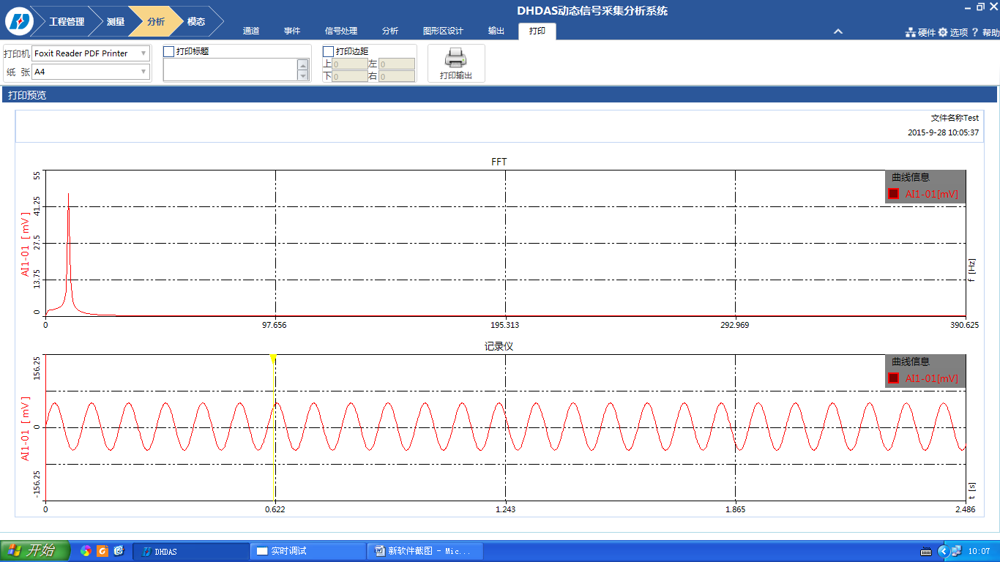 DHDAS动态信号采集分析系统
工程管理 测量 分析 模态
通道 事件 信号处理 分析 图形区设计 输出 打印
硬件 选项 ? 帮助
打印机 Foxit Reader PDF Printer
纸 张 A4
打印标题
打印边距
上 0 左 0
下 0 右 0
打印输出
打印预览
文件名称Test
2015-9-28 10:05:37
FFT
曲线信息
AI1-01[mV]
AI1-01 [ mV ]
55
41.25
27.5
13.75
0
f [Hz]
0 97.656 195.313 292.969 390.625
记录仪
曲线信息
AI1-01[mV]
AI1-01 [ mV ]
156.25
0
-156.25
t [s]
0 0.622 1.243 1.865 2.486
开始
DHDAS
实时调试
新软件截图 - Mic...
10:07